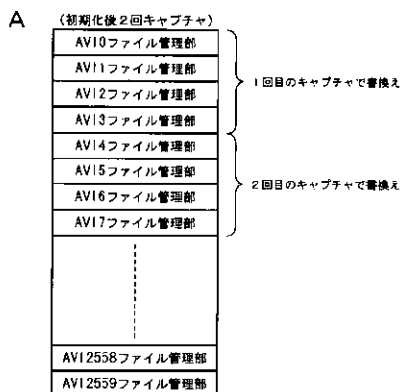 A
(初期化後2回キャプチャ)
AVI0ファイル管理部
AVI1ファイル管理部
AVI2ファイル管理部
AVI3ファイル管理部
1回目のキャプチャで書換え
AVI4ファイル管理部
AVI5ファイル管理部
AVI6ファイル管理部
AVI7ファイル管理部
2回目のキャプチャで書換え
AVI2558ファイル管理部
AVI2559ファイル管理部